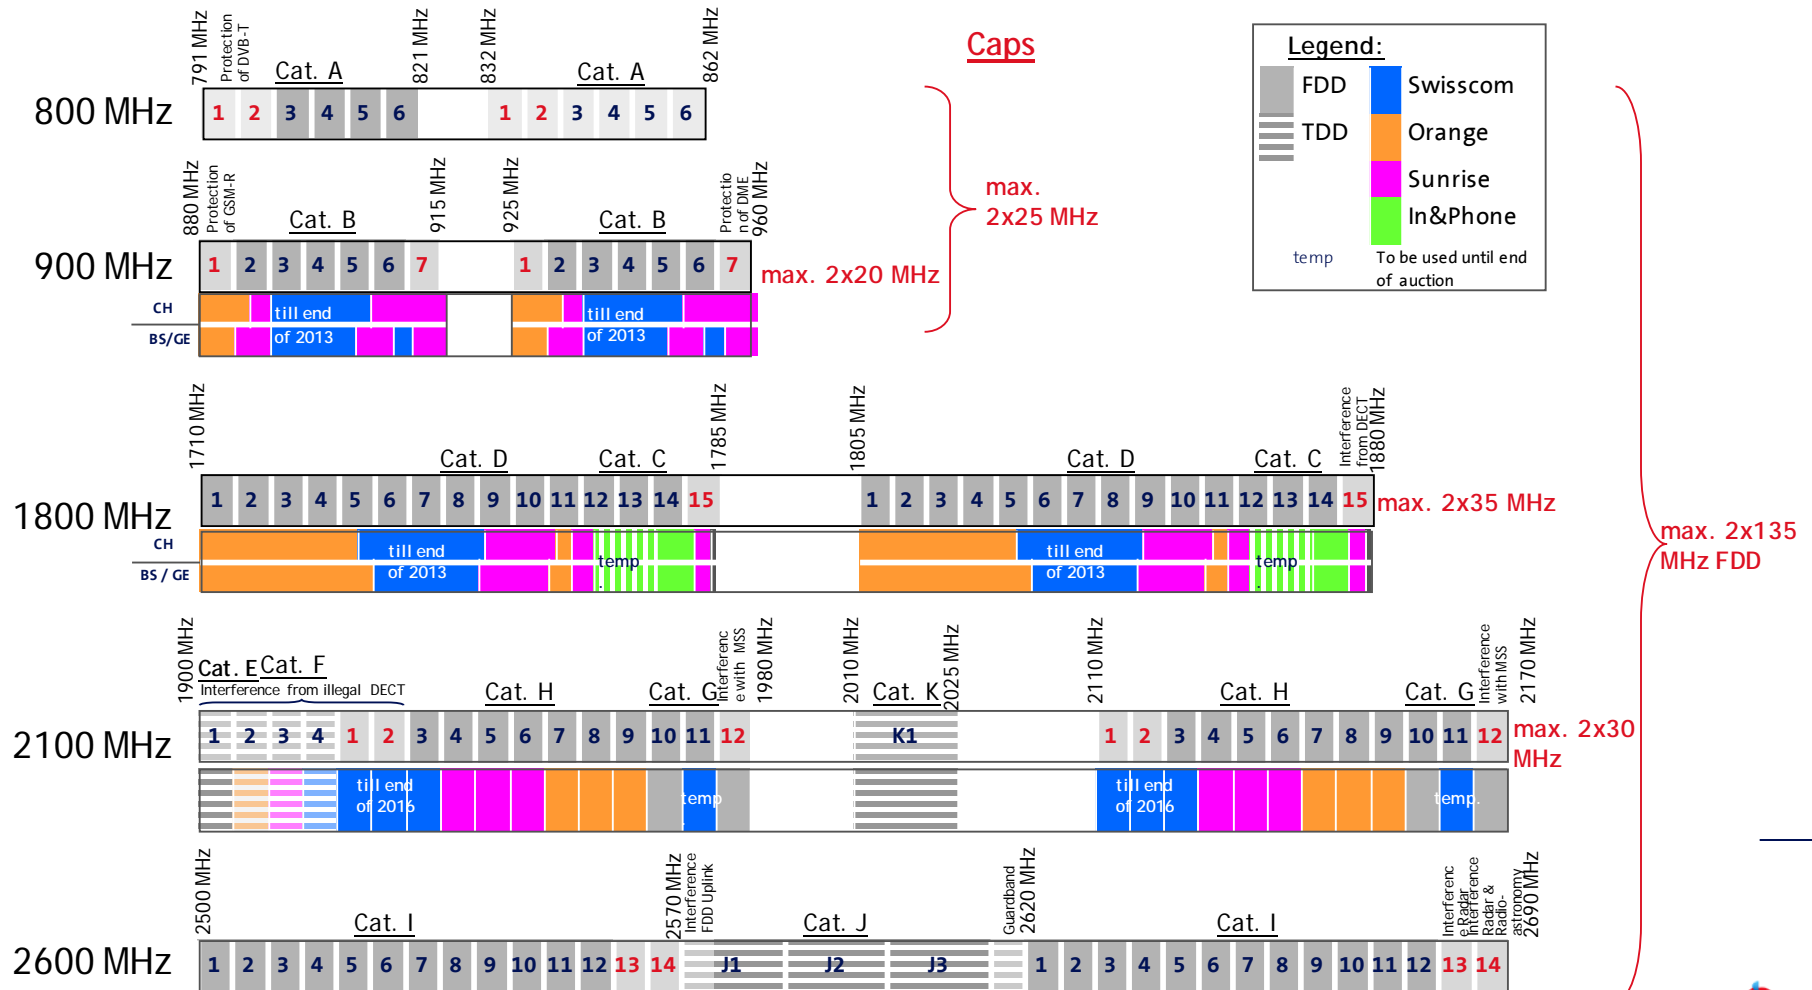 Caps
Legend:
FDD
TDD
Swisscom
Orange
Sunrise
In&Phone
temp
To be used until end
of auction
791 MHz
Protection
of DVB-T
Cat. A
821 MHz
832 MHz
Cat. A
862 MHz
800 MHz
1 2 3 4 5 6 1 2 3 4 5 6
880 MHz
Protection
of GSM-R
Cat. B
915 MHz
925 MHz
Cat. B
Protectio
n of DME
960 MHz
900 MHz
1 2 3 4 5 6 7 1 2 3 4 5 6 7
max. 2x20 MHz
max.
2x25 MHz
CH
BS/GE
till end
of 2013
till end
of 2013
1710 MHz
Cat. D
Cat. C
1785 MHz
1805 MHz
Cat. D
Cat. C
Interference
from DECT
1880 MHz
1800 MHz
1 2 3 4 5 6 7 8 9 10 11 12 13 14 15 1 2 3 4 5 6 7 8 9 10 11 12 13 14 15
max. 2x35 MHz
CH
BS / GE
till end
of 2013
temp
.
till end
of 2013
temp
.
max. 2x135
MHz FDD
1900 MHz
Cat. E
Cat. F
Interference from illegal DECT
Cat. H
Cat. G
Interferenc
e with MSS
1980 MHz
2010 MHz
Cat. K
2025 MHz
2110 MHz
Cat. H
Cat. G
Interference
with MSS
2170 MHz
2100 MHz
1 2 3 4 1 2 3 4 5 6 7 8 9 10 11 12 K1 1 2 3 4 5 6 7 8 9 10 11 12
max. 2x30
MHz
till end
of 2016
temp
till end
of 2016
temp.
2500 MHz
Cat. I
2570 MHz
Interference
FDD Uplink
Cat. J
Guardband
2620 MHz
Cat. I
Interferenc
e Radar
Interference
Radar &
Radio-
astronomy
2690 MHz
2600 MHz
1 2 3 4 5 6 7 8 9 10 11 12 13 14 J1 J2 J3 1 2 3 4 5 6 7 8 9 10 11 12 13 14